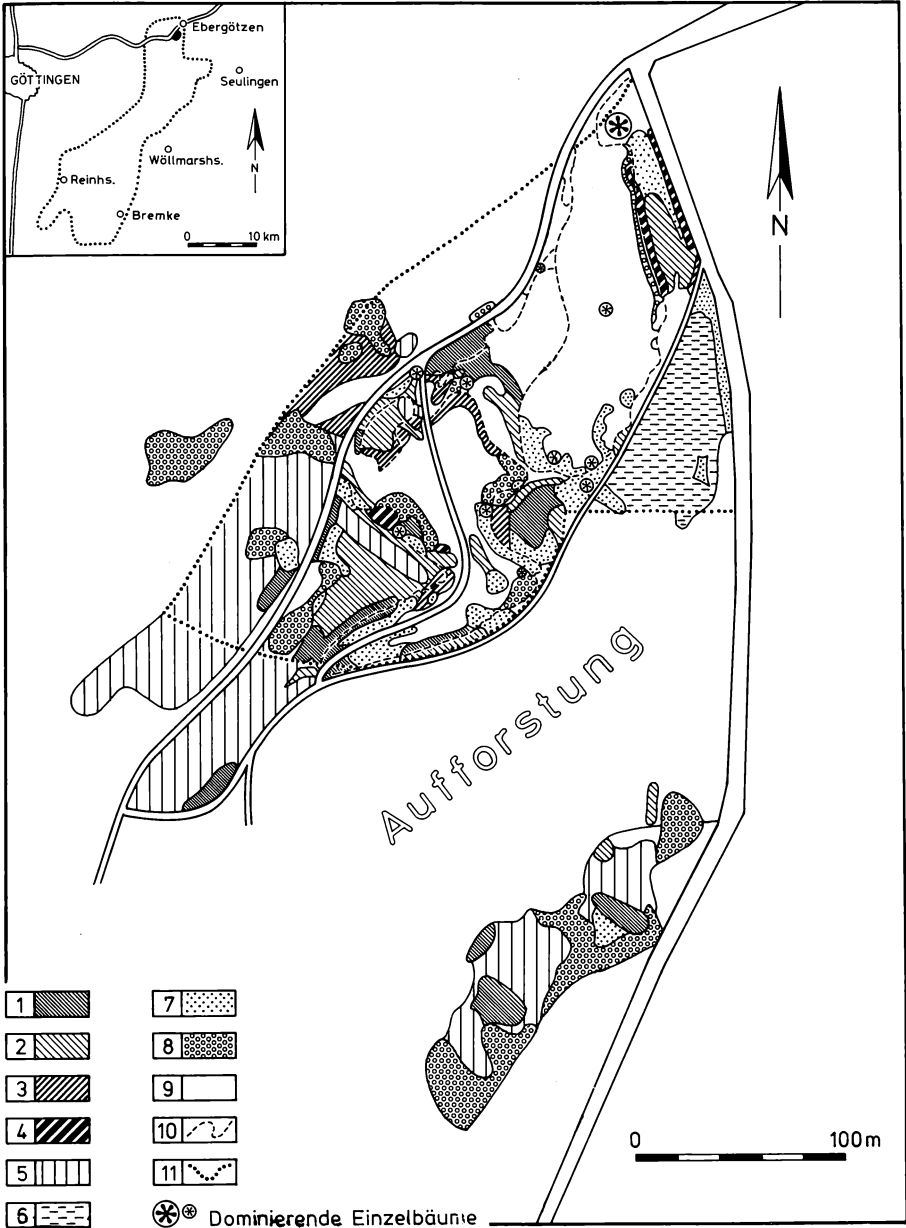 Ebergötzen
GÖTTINGEN
Seulingen
Wöllmarshs.
N
Reinhs.
Bremke
0 10 km
N
Aufforstung
1
2
3
4
5
6
7
8
9
10
11
Dominierende Einzelbäume
0 100m